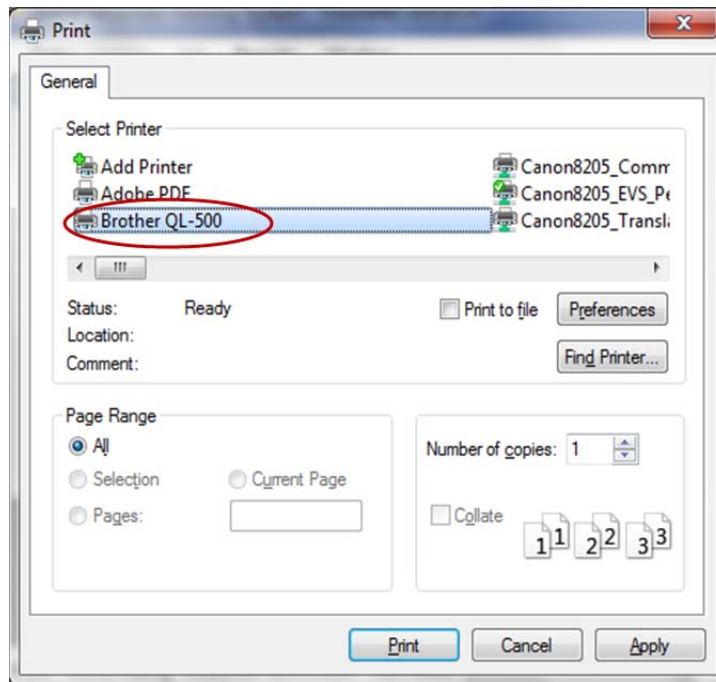 Print
General
Select Printer
Add Printer
Canon8205_Comm
Adobe PDF
Canon8205_EVS_Pe
Brother QL-500
Canon8205_Transl
Status: Ready
Print to file
Preferences
Location:
Comment:
Find Printer...
Page Range
All
Number of copies: 1
Selection
Current Page
Pages:
Collate
1 1 2 2 3 3
Print
Cancel
Apply